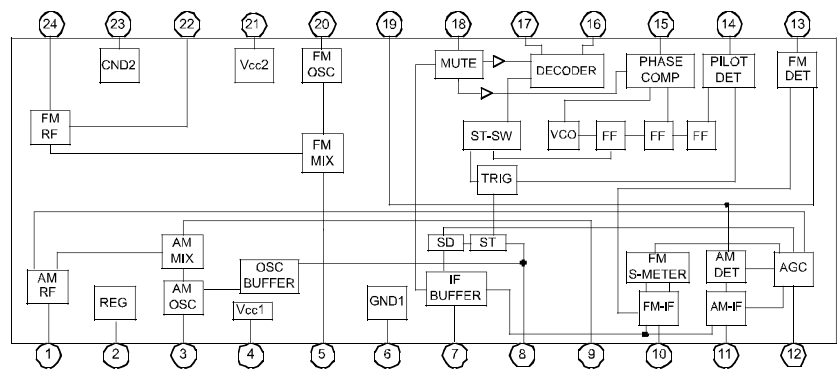 24 23 22 21 20 19 18 17 16 15 14 13
CND2
Vcc2
FM
OSC
MUTE
DECODER
PHASE
COMP
PILOT
DET
FM
DET
FM
RF
FM
MIX
ST-SW
VCO
FF
FF
FF
TRIG
AM
MIX
SD
ST
AM
RF
REG
AM
OSC
OSC
BUFFER
Vcc1
GND1
IF
BUFFER
FM
S-METER
FM-IF
AM
DET
AM-IF
AGC
1 2 3 4 5 6 7 8 9 10 11 12